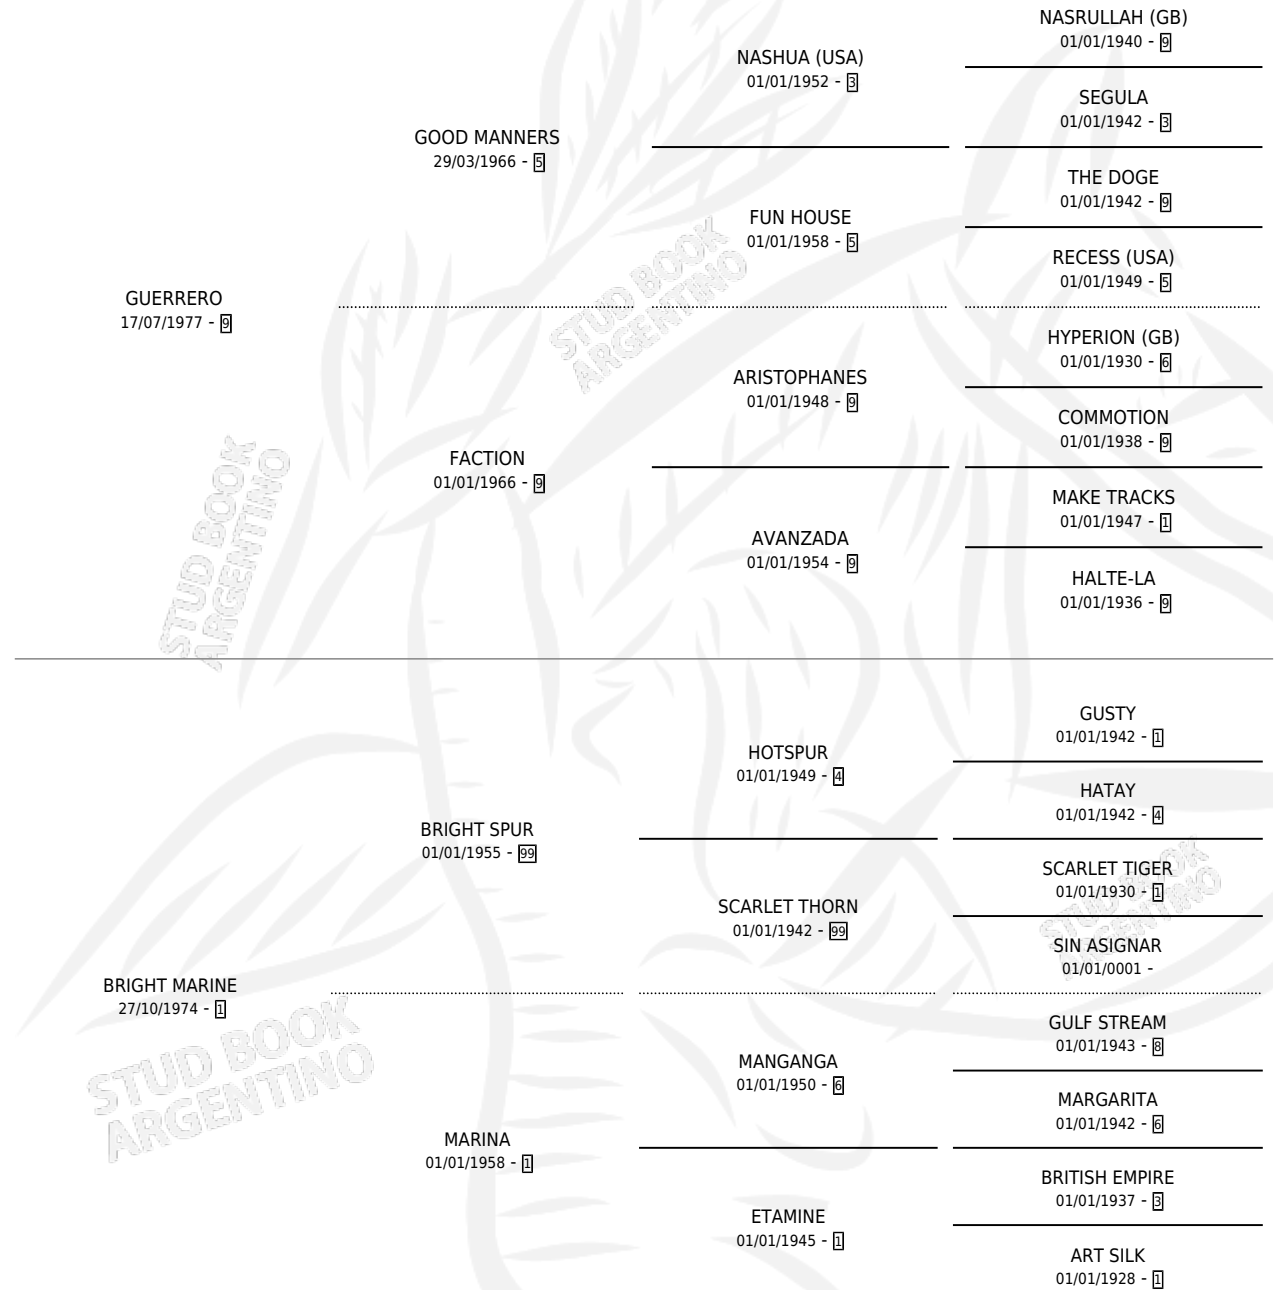 NASRULLAH (GB)
01/01/1940 - 9
NASHUA (USA)
01/01/1952 - 3
SEGULA
01/01/1942 - 3
GOOD MANNERS
29/03/1966 - 5
THE DOGE
01/01/1942 - 9
FUN HOUSE
01/01/1958 - 5
RECESS (USA)
01/01/1949 - 5
STUD BOOK
ARGENTINO
GUERRERO
17/07/1977 - 9
HYPERION (GB)
01/01/1930 - 6
ARISTOPHANES
01/01/1948 - 9
COMMOTION
01/01/1938 - 9
FACTION
01/01/1966 - 9
MAKE TRACKS
01/01/1947 - 1
AVANZADA
01/01/1954 - 9
HALTE-LA
01/01/1936 - 9
STUD BOOK
ARGENTINO
GUSTY
01/01/1942 - 1
HOTSPUR
01/01/1949 - 4
HATAY
01/01/1942 - 4
BRIGHT SPUR
01/01/1955 - 99
SCARLET TIGER
01/01/1930 - 1
SCARLET THORN
01/01/1942 - 99
STUD BOOK
ARGENTINO
SIN ASIGNAR
01/01/0001 -
BRIGHT MARINE
27/10/1974 - 1
GULF STREAM
01/01/1943 - 8
MANGANGA
01/01/1950 - 6
MARGARITA
01/01/1942 - 6
STUD BOOK
ARGENTINO
MARINA
01/01/1958 - 1
BRITISH EMPIRE
01/01/1937 - 3
ETAMINE
01/01/1945 - 1
ART SILK
01/01/1928 - 1